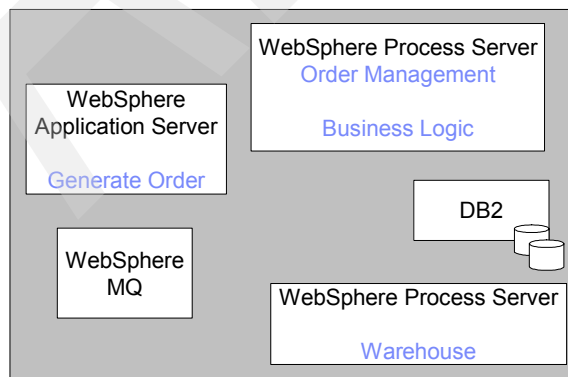 WebSphere Process Server
Order Management
Business Logic
WebSphere
Application Server
Generate Order
DB2
WebSphere
MQ
WebSphere Process Server
Warehouse